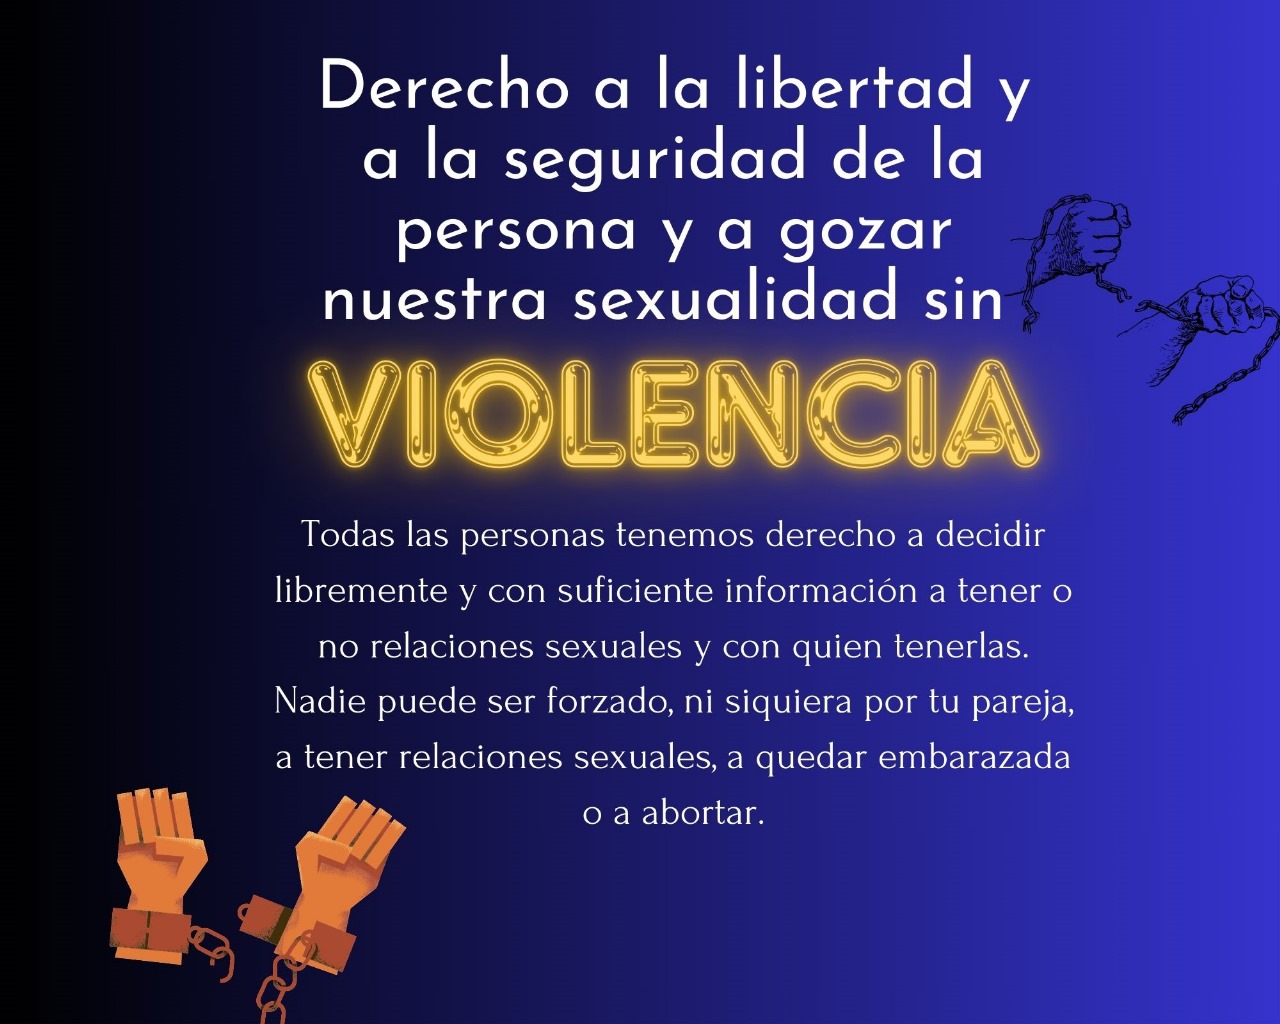 Derecho a la libertad y
a la seguridad de la
persona y a gozar
nuestra sexualidad sin
VIOLENCIA
Todas las personas tenemos derecho a decidir
libremente y con suficiente información a tener o
no relaciones sexuales y con quien tenerlas.
Nadie puede ser forzado, ni siquiera por tu pareja,
a tener relaciones sexuales, a quedar embarazada
o a abortar.